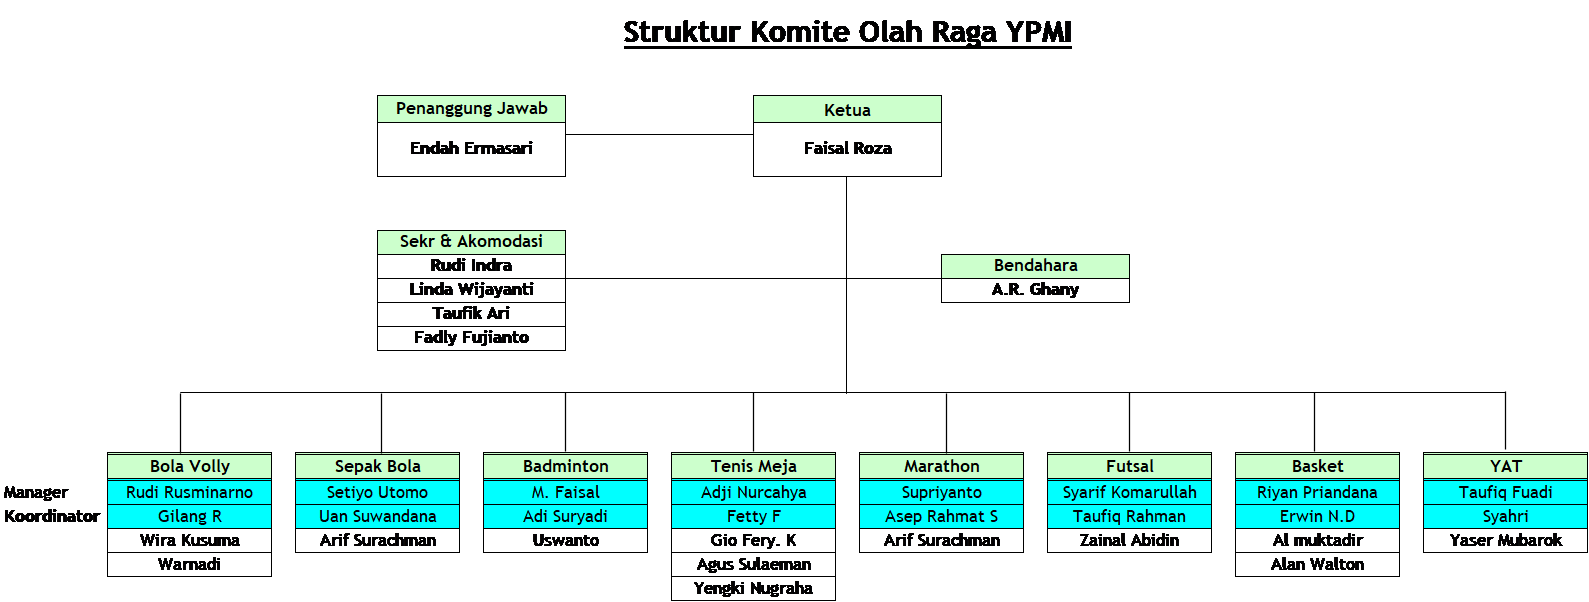 Struktur Komite Olah Raga YPMI
Penanggung Jawab
Endah Ermasari
Ketua
Faisal Roza
Sekr & Akomodasi
Rudi Indra
Linda Wijayanti
Taufik Ari
Fadly Fujianto
Bendahara
A.R. Ghany
Bola Volly Sepak Bola Badminton Tenis Meja Marathon Futsal Basket YAT
Manager Rudi Rusminarno Setiyo Utomo M. Faisal Adji Nurcahya Supriyanto Syarif Komarullah Riyan Priandana Taufiq Fuadi
Koordinator Gilang R Uan Suwandana Adi Suryadi Fetty F Asep Rahmat S Taufiq Rahman Erwin N.D Syahri
Wira Kusuma Arif Surachman Uswanto Gio Fery. K Arif Surachman Zainal Abidin Al muktadir Yaser Mubarok
Warnadi Agus Sulaeman Alan Walton
Yengki Nugraha